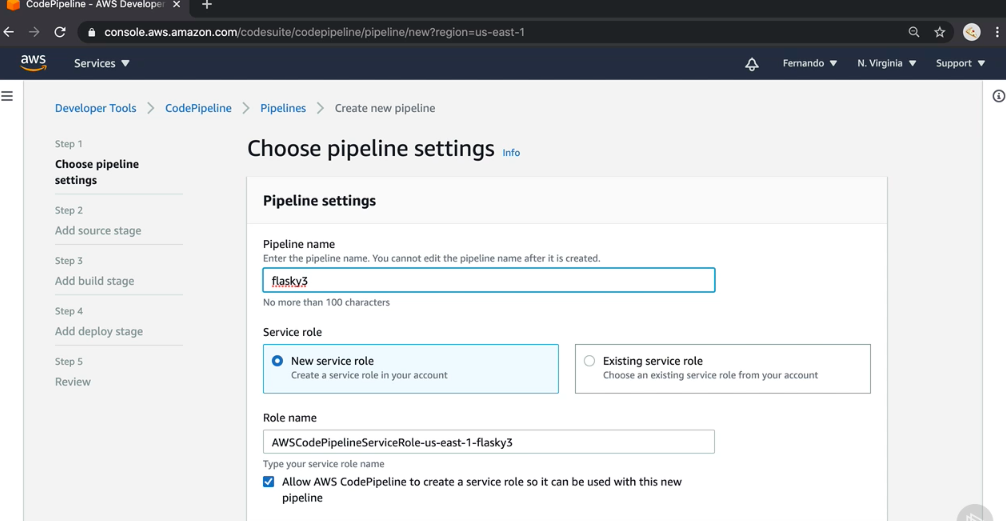 CodePipeline - AWS Developer
console.aws.amazon.com/codesuite/codepipeline/pipeline/new?region=us-east-1
aws
Services
Fernando
N. Virginia
Support
Developer Tools
CodePipeline
Pipelines
Create new pipeline
Step 1
Choose pipeline
settings
Step 2
Add source stage
Step 3
Add build stage
Step 4
Add deploy stage
Step 5
Review
Choose pipeline settings Info
Pipeline settings
Pipeline name
Enter the pipeline name. You cannot edit the pipeline name after it is created.
flasky3
No more than 100 characters
Service role
New service role
Create a service role in your account
Existing service role
Choose an existing service role from your account
Role name
AWSCodePipelineServiceRole-us-east-1-flasky3
Type your service role name
Allow AWS CodePipeline to create a service role so it can be used with this new
pipeline